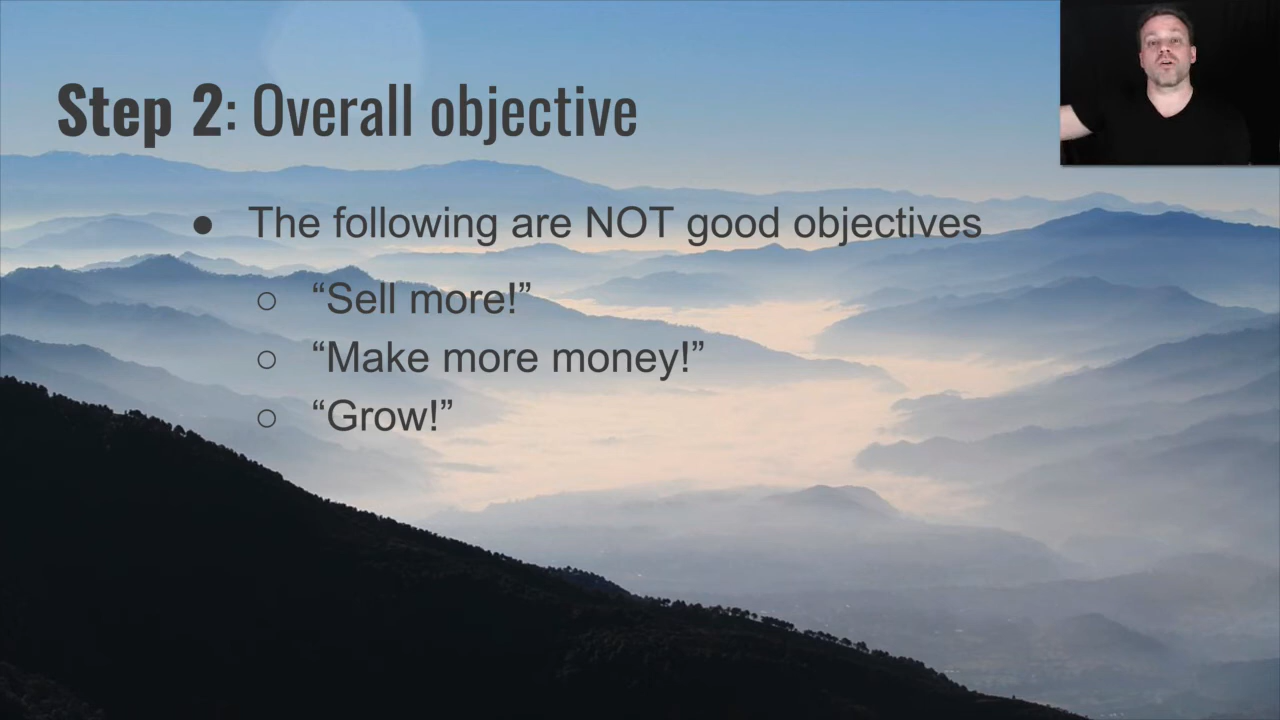 Step 2: Overall objective
● The following are NOT good objectives
○ “Sell more!”
○ “Make more money!”
○ “Grow!”